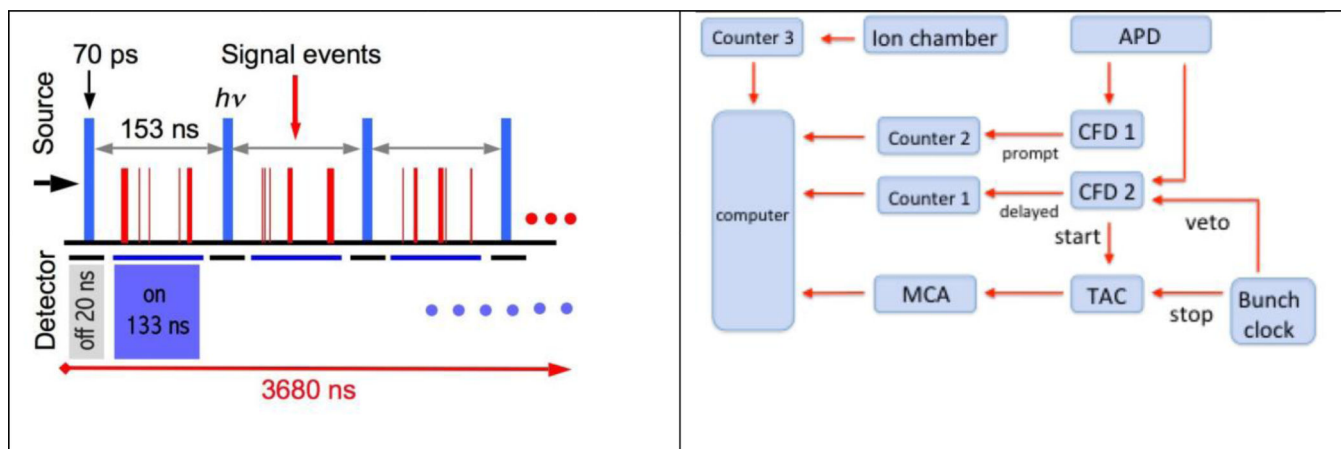 70 ps
Signal events
hν
153 ns
Source
Detector
off 20 ns
on
133 ns
3680 ns
Counter 3
Ion chamber
APD
CFD 1
Counter 2
prompt
CFD 2
Counter 1
computer
delayed
start
veto
MCA
TAC
stop
Bunch
clock